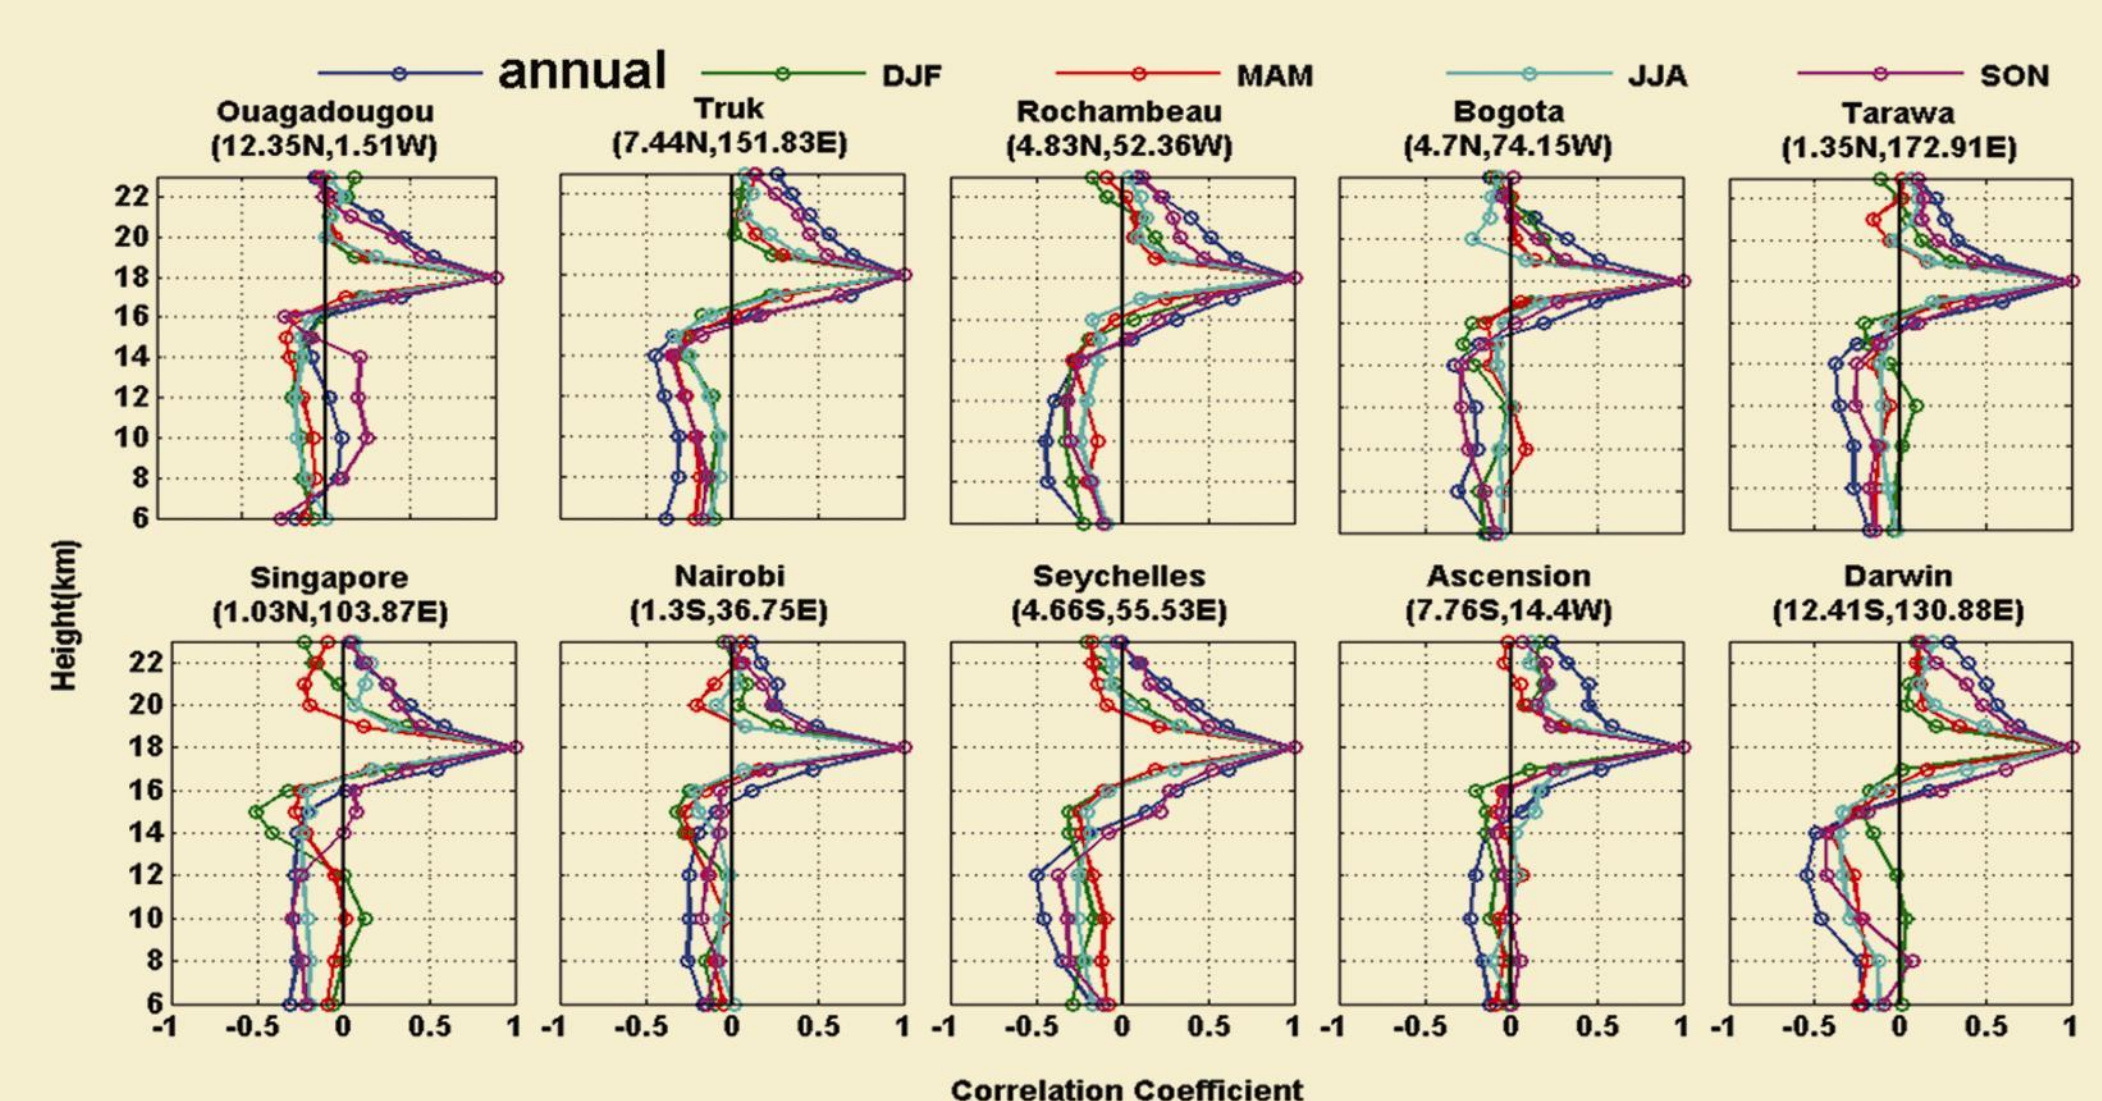 annual DJF MAM JJA SON
Ouagadougou Truk Rochambeau Bogota Tarawa
(12.35N,1.51W) (7.44N,151.83E) (4.83N,52.36W) (4.7N,74.15W) (1.35N,172.91E)
22
20
18
16
14
12
10
8
6
Height(km)
Singapore Nairobi Seychelles Ascension Darwin
(1.03N,103.87E) (1.3S,36.75E) (4.66S,55.53E) (7.76S,14.4W) (12.41S,130.88E)
22
20
18
16
14
12
10
8
6
-1 -0.5 0 0.5 1 -1 -0.5 0 0.5 1 -1 -0.5 0 0.5 1 -1 -0.5 0 0.5 1 -1 -0.5 0 0.5 1
Correlation Coefficient